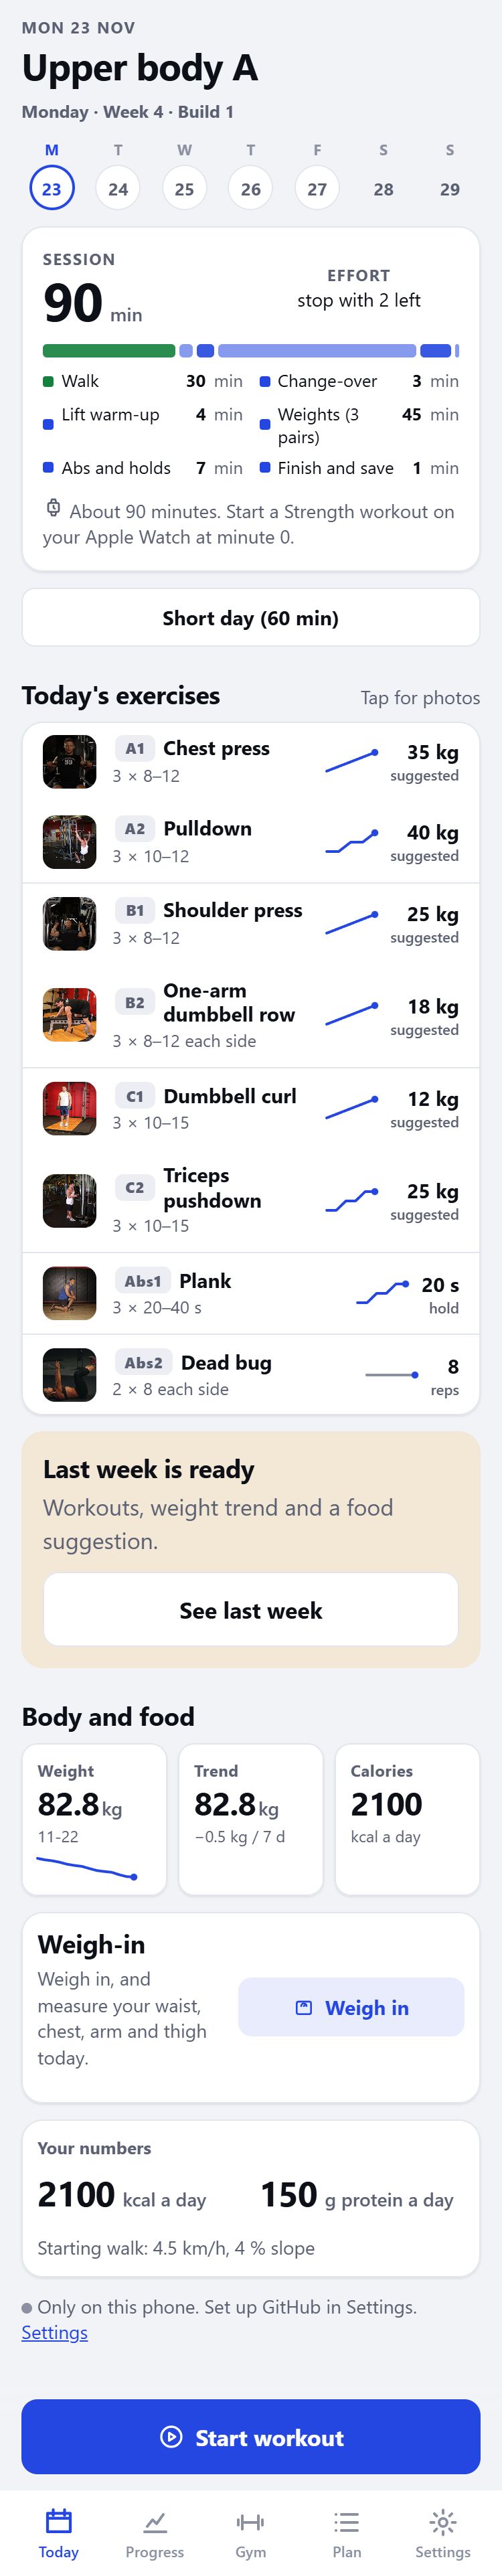 MON 23 NOV
Upper body A
Monday · Week 4 · Build 1
M T W T F S S
23 24 25 26 27 28 29
SESSION
90 min
EFFORT
stop with 2 left
Walk 30 min
Change-over 3 min
Lift warm-up 4 min
Weights (3 pairs) 45 min
Abs and holds 7 min
Finish and save 1 min
About 90 minutes. Start a Strength workout on
your Apple Watch at minute 0.
Short day (60 min)
Today's exercises
Tap for photos
A1 Chest press
3 × 8–12
35 kg
suggested
A2 Pulldown
3 × 10–12
40 kg
suggested
B1 Shoulder press
3 × 8–12
25 kg
suggested
B2 One-arm
dumbbell row
3 × 8–12 each side
18 kg
suggested
C1 Dumbbell curl
3 × 10–15
12 kg
suggested
C2 Triceps
pushdown
3 × 10–15
25 kg
suggested
Abs1 Plank
3 × 20–40 s
20 s
hold
Abs2 Dead bug
2 × 8 each side
8
reps
Last week is ready
Workouts, weight trend and a food
suggestion.
See last week
Body and food
Weight
82.8 kg
11-22
Trend
82.8 kg
−0.5 kg / 7 d
Calories
2100
kcal a day
Weigh-in
Weigh in, and
measure your waist,
chest, arm and thigh
today.
Weigh in
Your numbers
2100 kcal a day
150 g protein a day
Starting walk: 4.5 km/h, 4 % slope
Only on this phone. Set up GitHub in Settings.
Settings
Start workout
Today Progress Gym Plan Settings